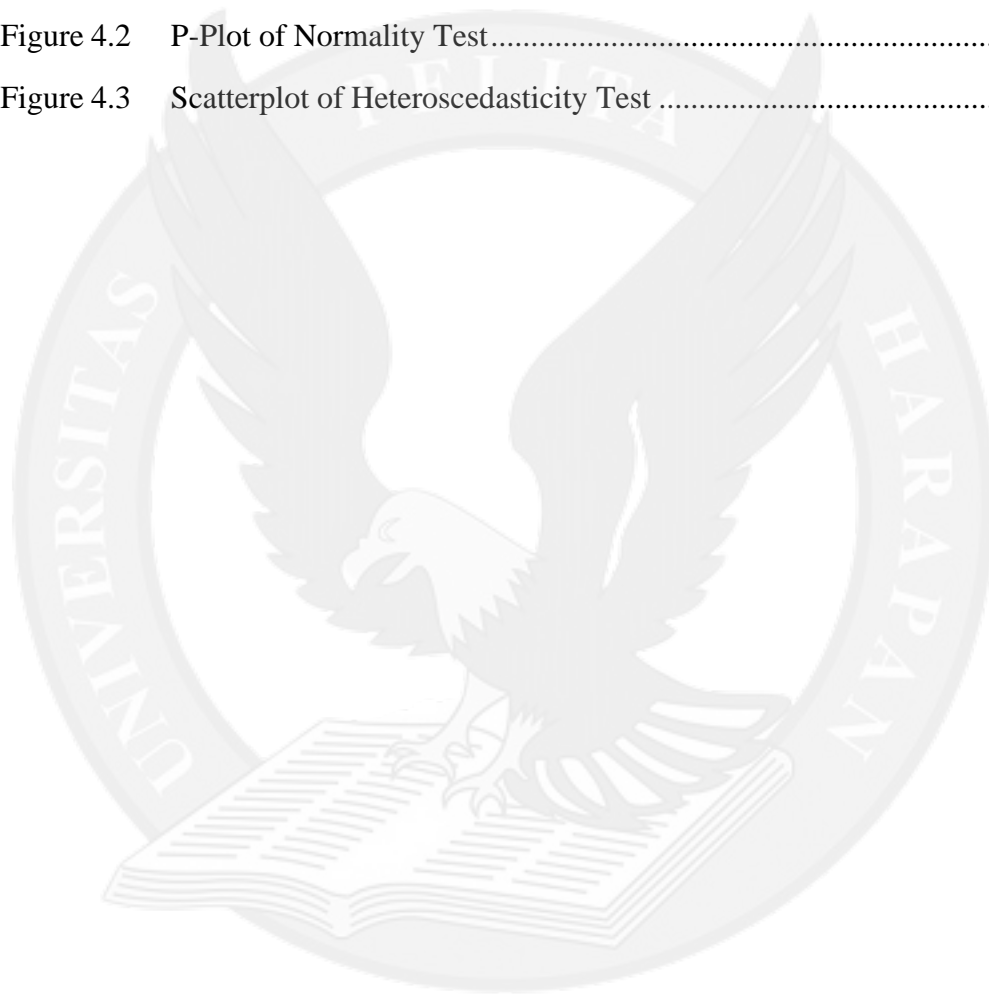 Figure 4.2 P-Plot of Normality Test.......................................................................
Figure 4.3 Scatterplot of Heteroscedasticity Test ..............................................
UNIVERSITAS PELITA HARAPAN